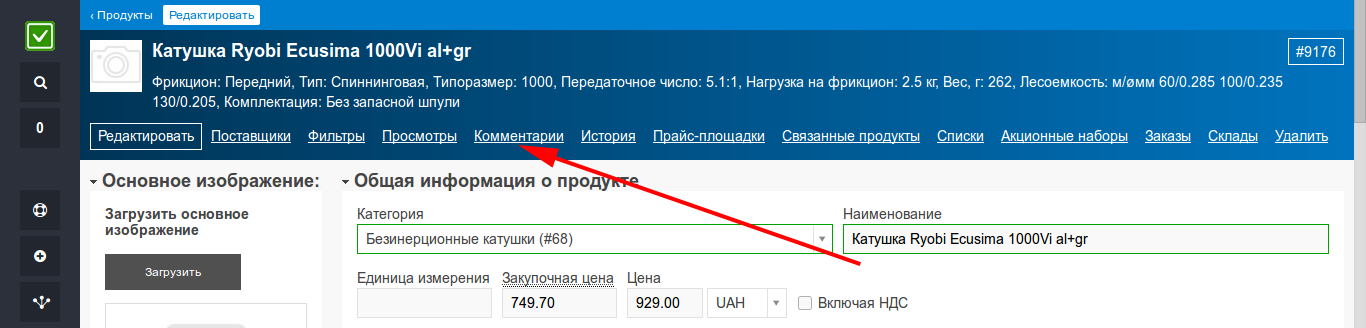 ‹ Продукты Редактировать
Катушка Ryobi Ecusima 1000Vi al+gr
#9176
Фрикцион: Передний, Тип: Спиннинговая, Типоразмер: 1000, Передаточное число: 5.1:1, Нагрузка на фрикцион: 2.5 кг, Вес, г: 262, Лесоемкость: м/øмм 60/0.285 100/0.235
130/0.205, Комплектация: Без запасной шпули
0
Редактировать Поставщики Фильтры Просмотры Комментарии История Прайс-площадки Связанные продукты Списки Акционные наборы Заказы Склады Удалить
Основное изображение:
Загрузить основное
изображение
Загрузить
Общая информация о продукте
Категория Наименование
Безинерционные катушки (#68) Катушка Ryobi Ecusima 1000Vi al+gr
Единица измерения Закупочная цена Цена
749.70 929.00 UAH Включая НДС